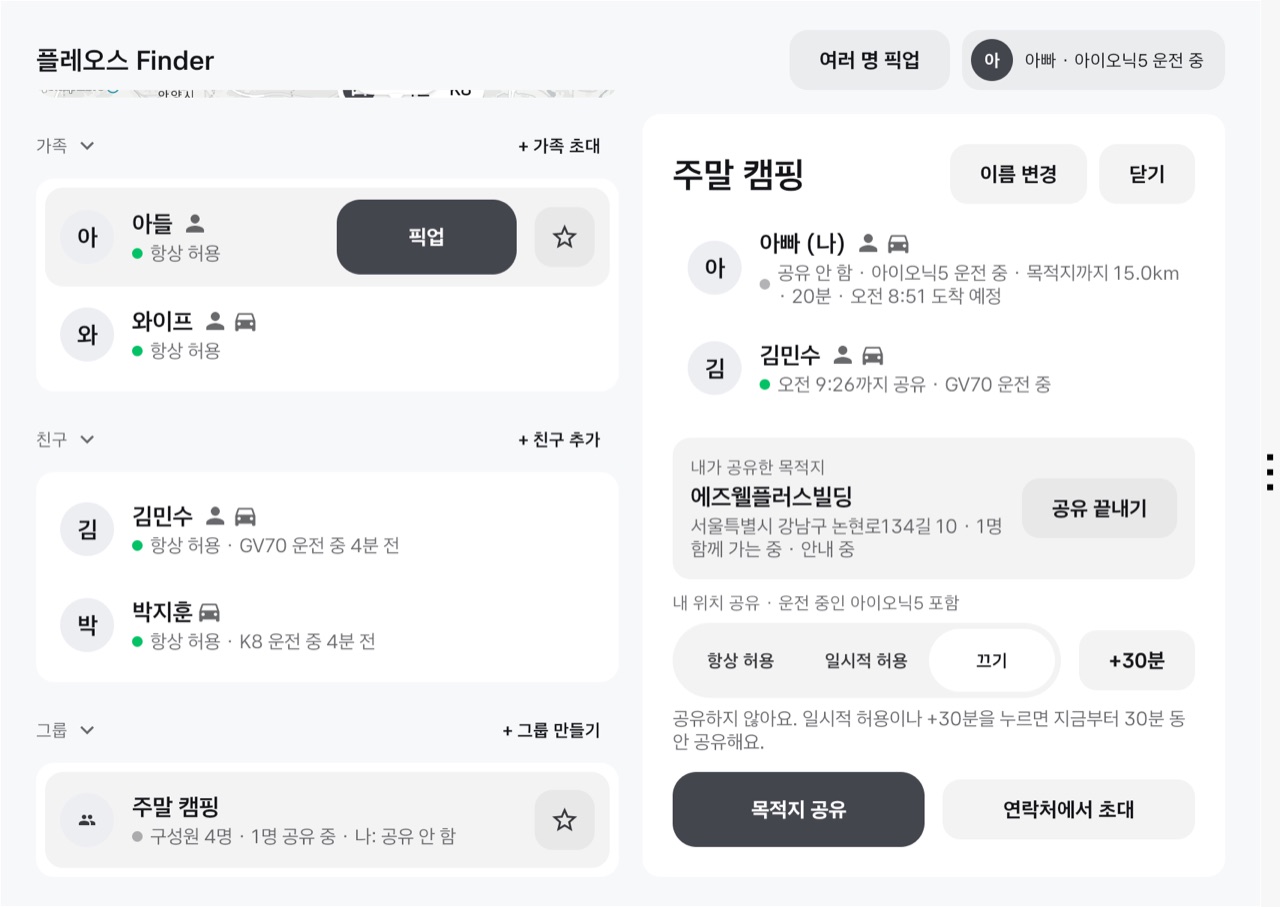 플레오스 Finder
여러 명 픽업
아
아빠 · 아이오닉5 운전 중
가족
+ 가족 초대
아
아들
항상 허용
픽업
와
와이프
항상 허용
친구
+ 친구 추가
김
김민수
항상 허용 · GV70 운전 중 4분 전
박
박지훈
항상 허용 · K8 운전 중 4분 전
그룹
+ 그룹 만들기
주말 캠핑
구성원 4명 · 1명 공유 중 · 나: 공유 안 함
주말 캠핑
이름 변경
닫기
아
아빠 (나)
공유 안 함 · 아이오닉5 운전 중 · 목적지까지 15.0km
· 20분 · 오전 8:51 도착 예정
김
김민수
오전 9:26까지 공유 · GV70 운전 중
내가 공유한 목적지
에즈웰플러스빌딩
서울특별시 강남구 논현로134길 10 · 1명
함께 가는 중 · 안내 중
공유 끝내기
내 위치 공유 · 운전 중인 아이오닉5 포함
항상 허용
일시적 허용
끄기
+30분
공유하지 않아요. 일시적 허용이나 +30분을 누르면 지금부터 30분 동
안 공유해요.
목적지 공유
연락처에서 초대